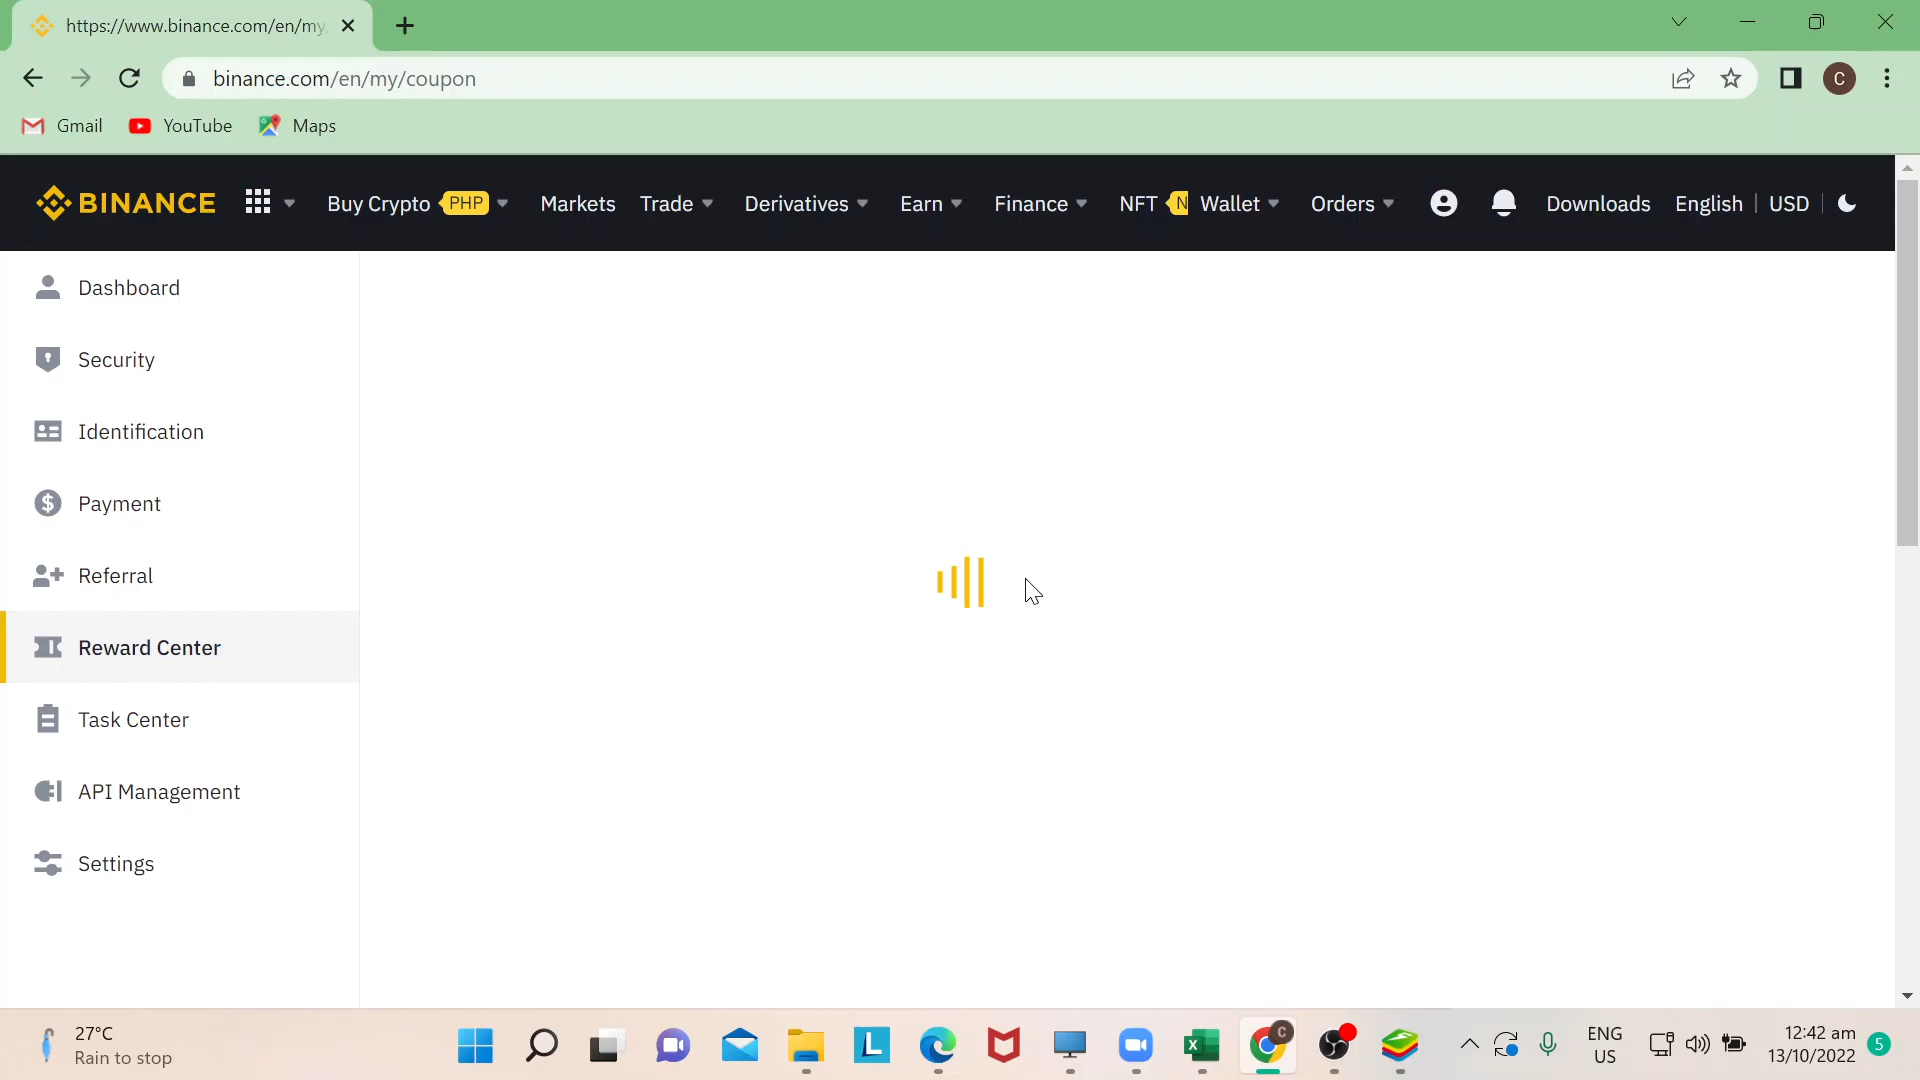 https://www.binance.com/en/my
binance.com/en/my/coupon
C
Gmail YouTube Maps
BINANCE Buy Crypto PHP Markets Trade Derivatives Earn Finance NFT N Wallet Orders Downloads English | USD
Dashboard
Security
Identification
Payment
Referral
Reward Center
Task Center
API Management
Settings
27°C
Rain to stop
L
X
C
ENG
US
12:42 am
13/10/2022
5